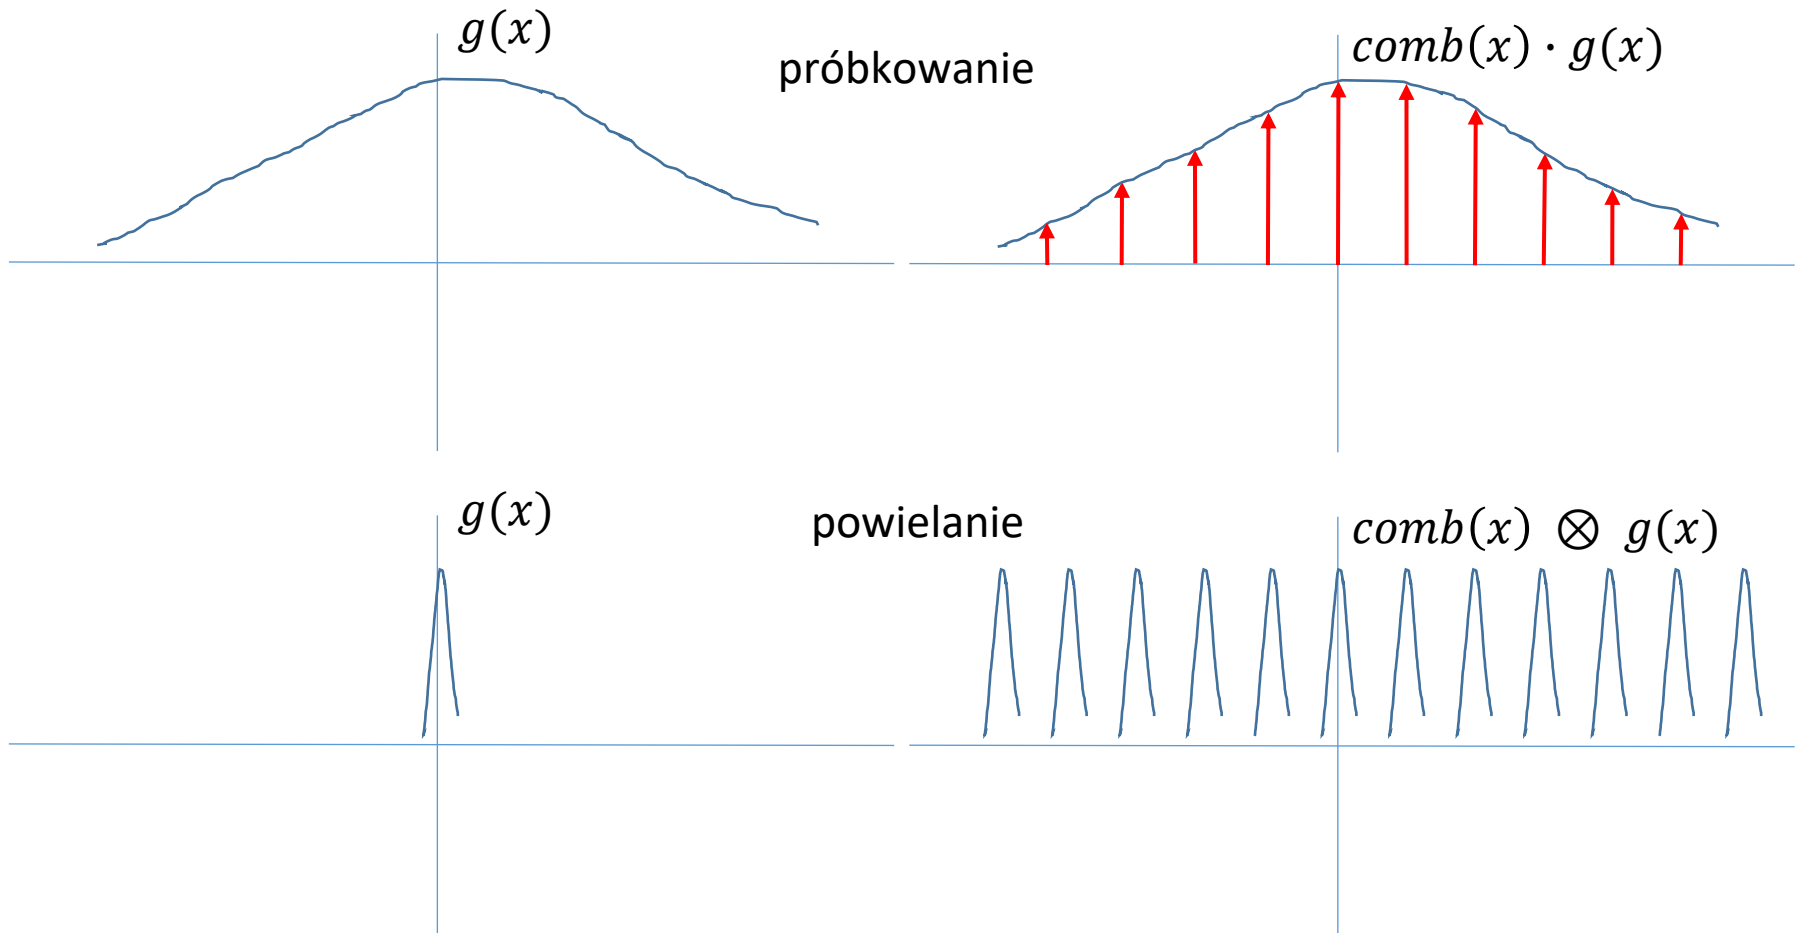 g(x)
próbkowanie
comb(x) · g(x)
g(x)
powielanie
comb(x) ⊗ g(x)